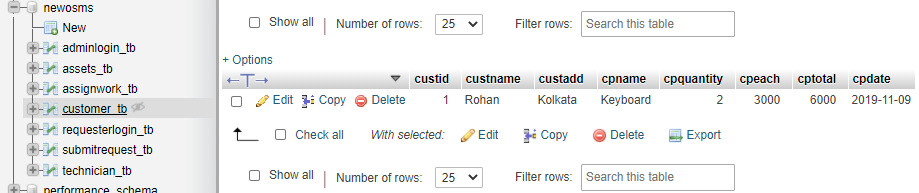 newosms
New
adminlogin_tb
assets_tb
assignwork_tb
customer_tb
requesterlogin_tb
submitrequest_tb
technician_tb
performance_schema
Show all Number of rows: 25 Filter rows: Search this table
+ Options
custid custname custadd cpname cpquantity cpeach cptotal cpdate
Edit Copy Delete 1 Rohan Kolkata Keyboard 2 3000 6000 2019-11-09
Check all With selected: Edit Copy Delete Export
Show all Number of rows: 25 Filter rows: Search this table